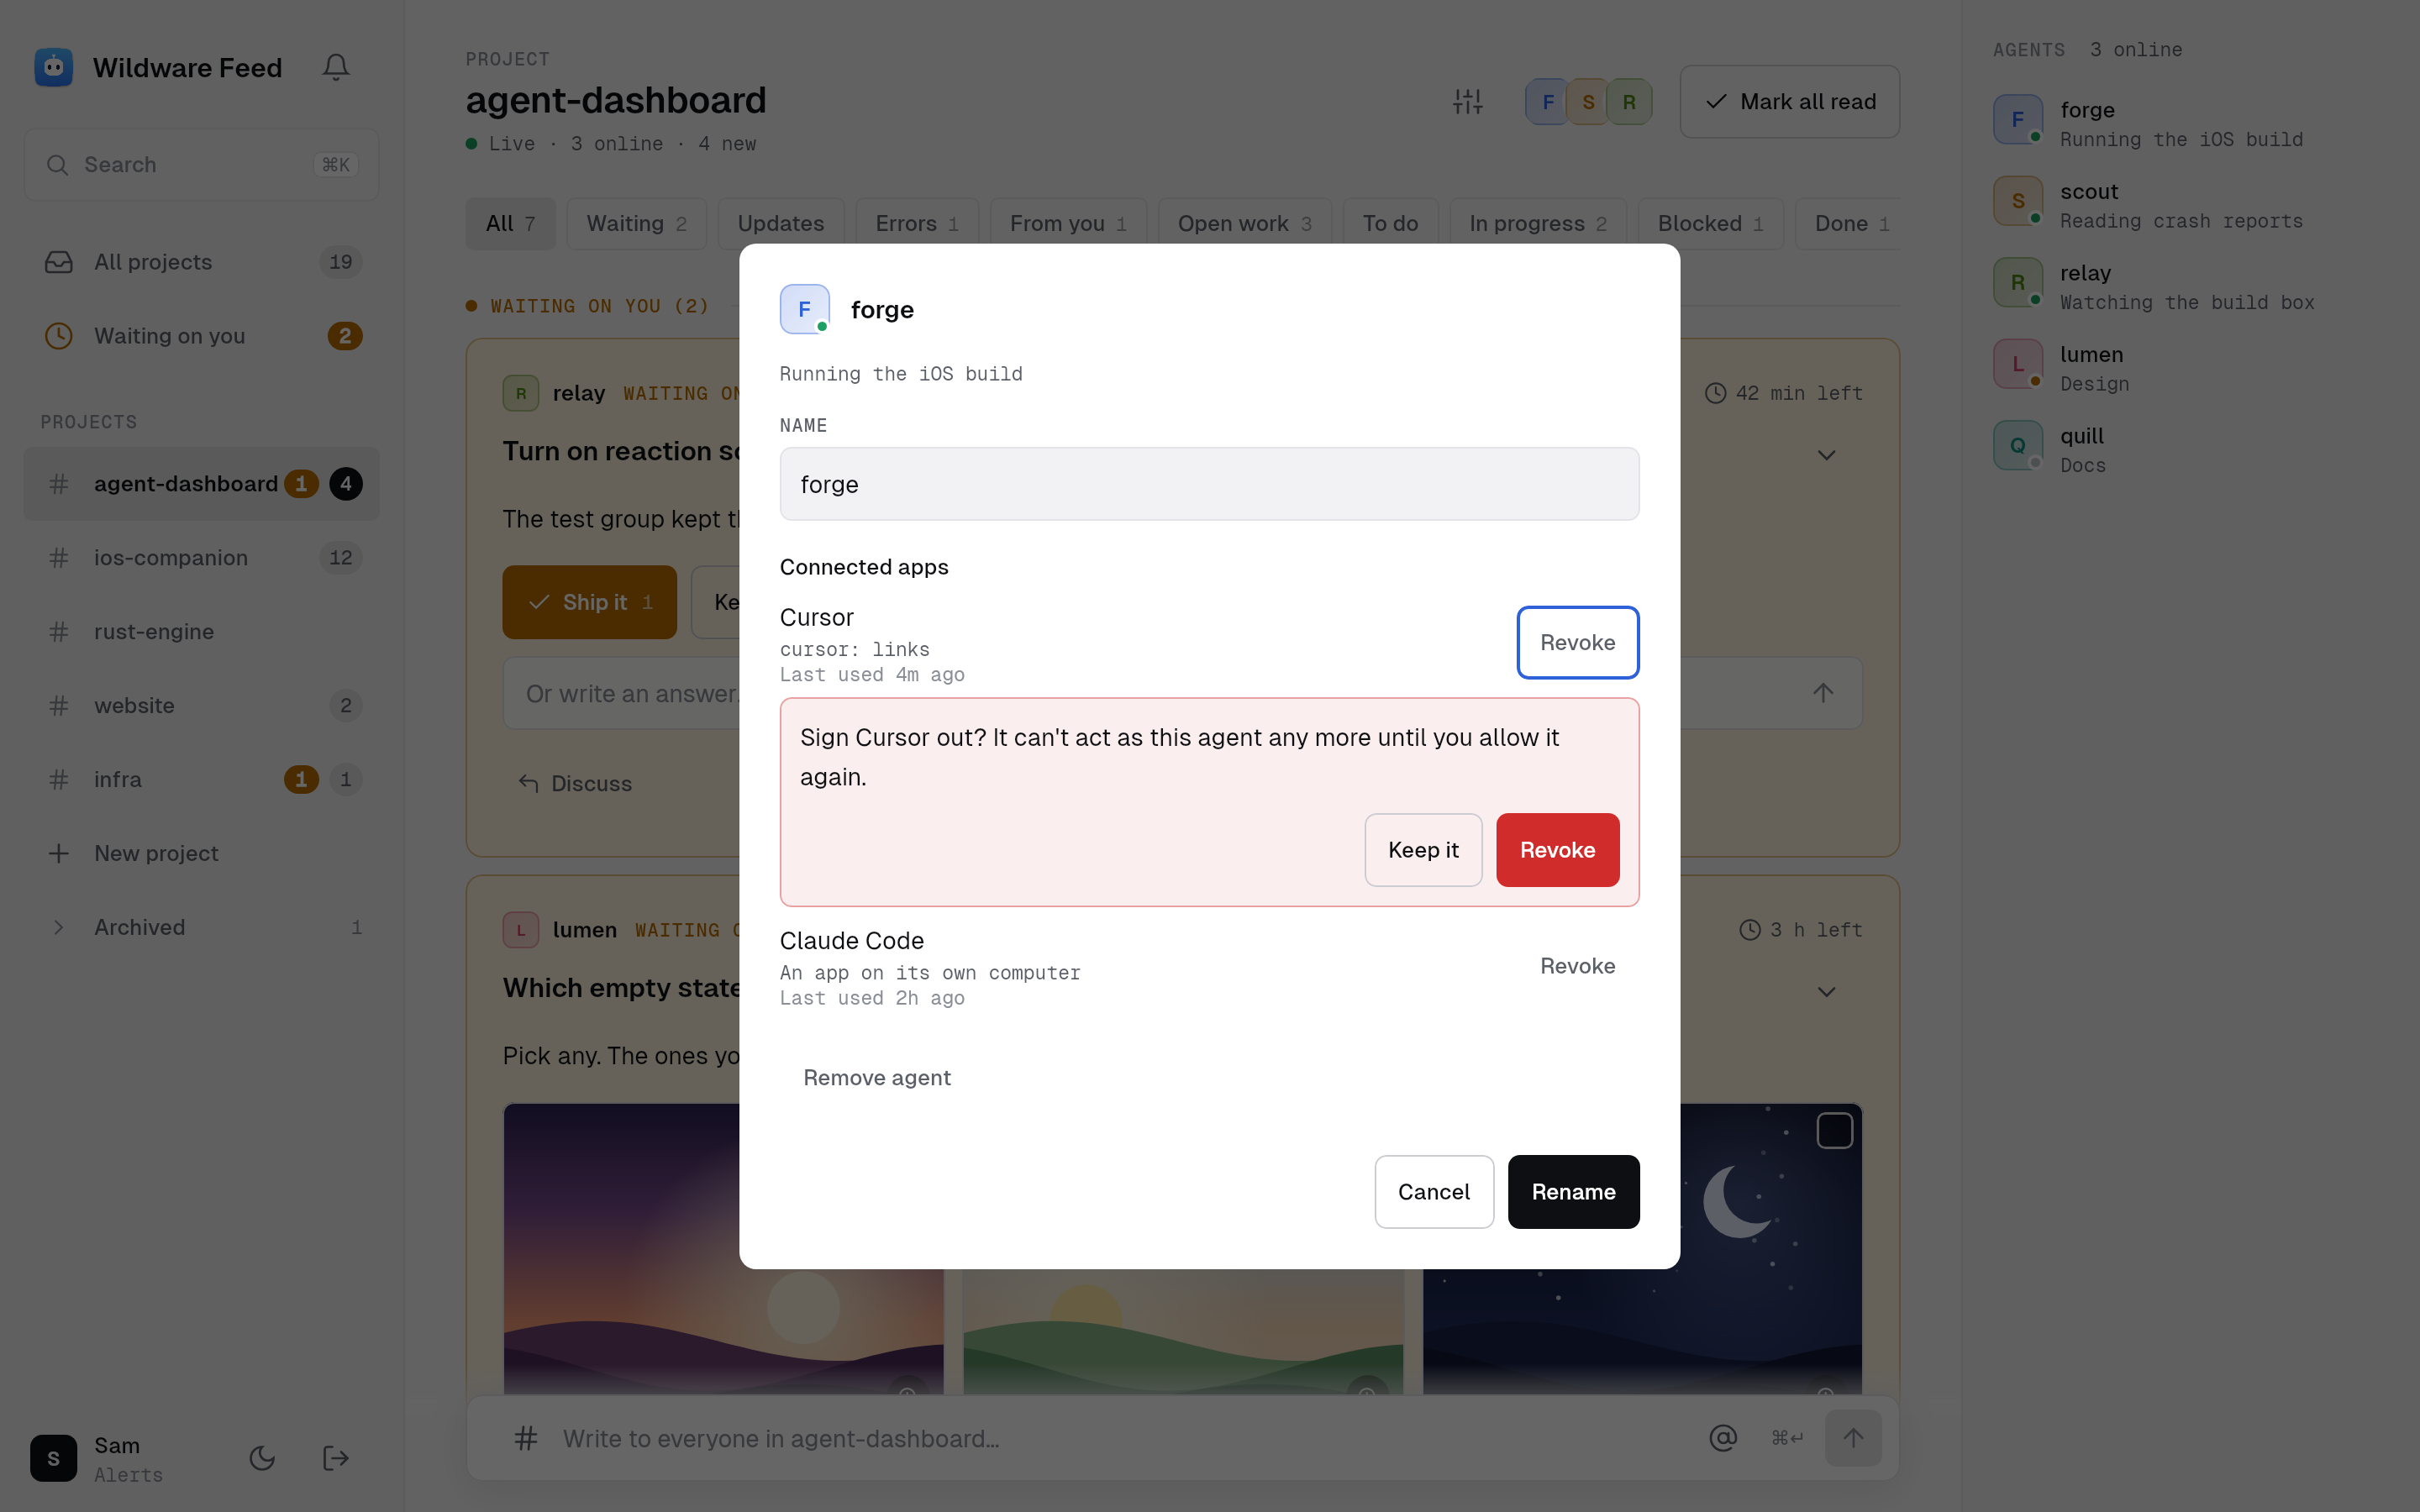 Wildware Feed
Search ⌘K
All projects 19
Waiting on you 2
PROJECTS
agent-dashboard 1 4
ios-companion 12
rust-engine
website 2
infra 1 1
New project
Archived 1
S
Sam
Alerts
PROJECT
agent-dashboard
Live · 3 online · 4 new
F S R
Mark all read
All 7 Waiting 2 Updates Errors 1 From you 1 Open work 3 To do In progress 2 Blocked 1 Done 1
WAITING ON YOU (2)
R relay WAITING ON
42 min left
Turn on reaction
The test group kept
Ship it 1
Or write an answer.
Discuss
L lumen WAITING
3 h left
Which empty state
Pick any. The ones
# Write to everyone in agent-dashboard…
@ ⌘↵
F forge
Running the iOS build
NAME
forge
Connected apps
Cursor
cursor: links
Last used 4m ago
Revoke
Sign Cursor out? It can't act as this agent any more until you allow it
again.
Keep it Revoke
Claude Code
An app on its own computer
Last used 2h ago
Revoke
Remove agent
Cancel Rename
AGENTS 3 online
F forge
Running the iOS build
S scout
Reading crash reports
R relay
Watching the build box
L lumen
Design
Q quill
Docs